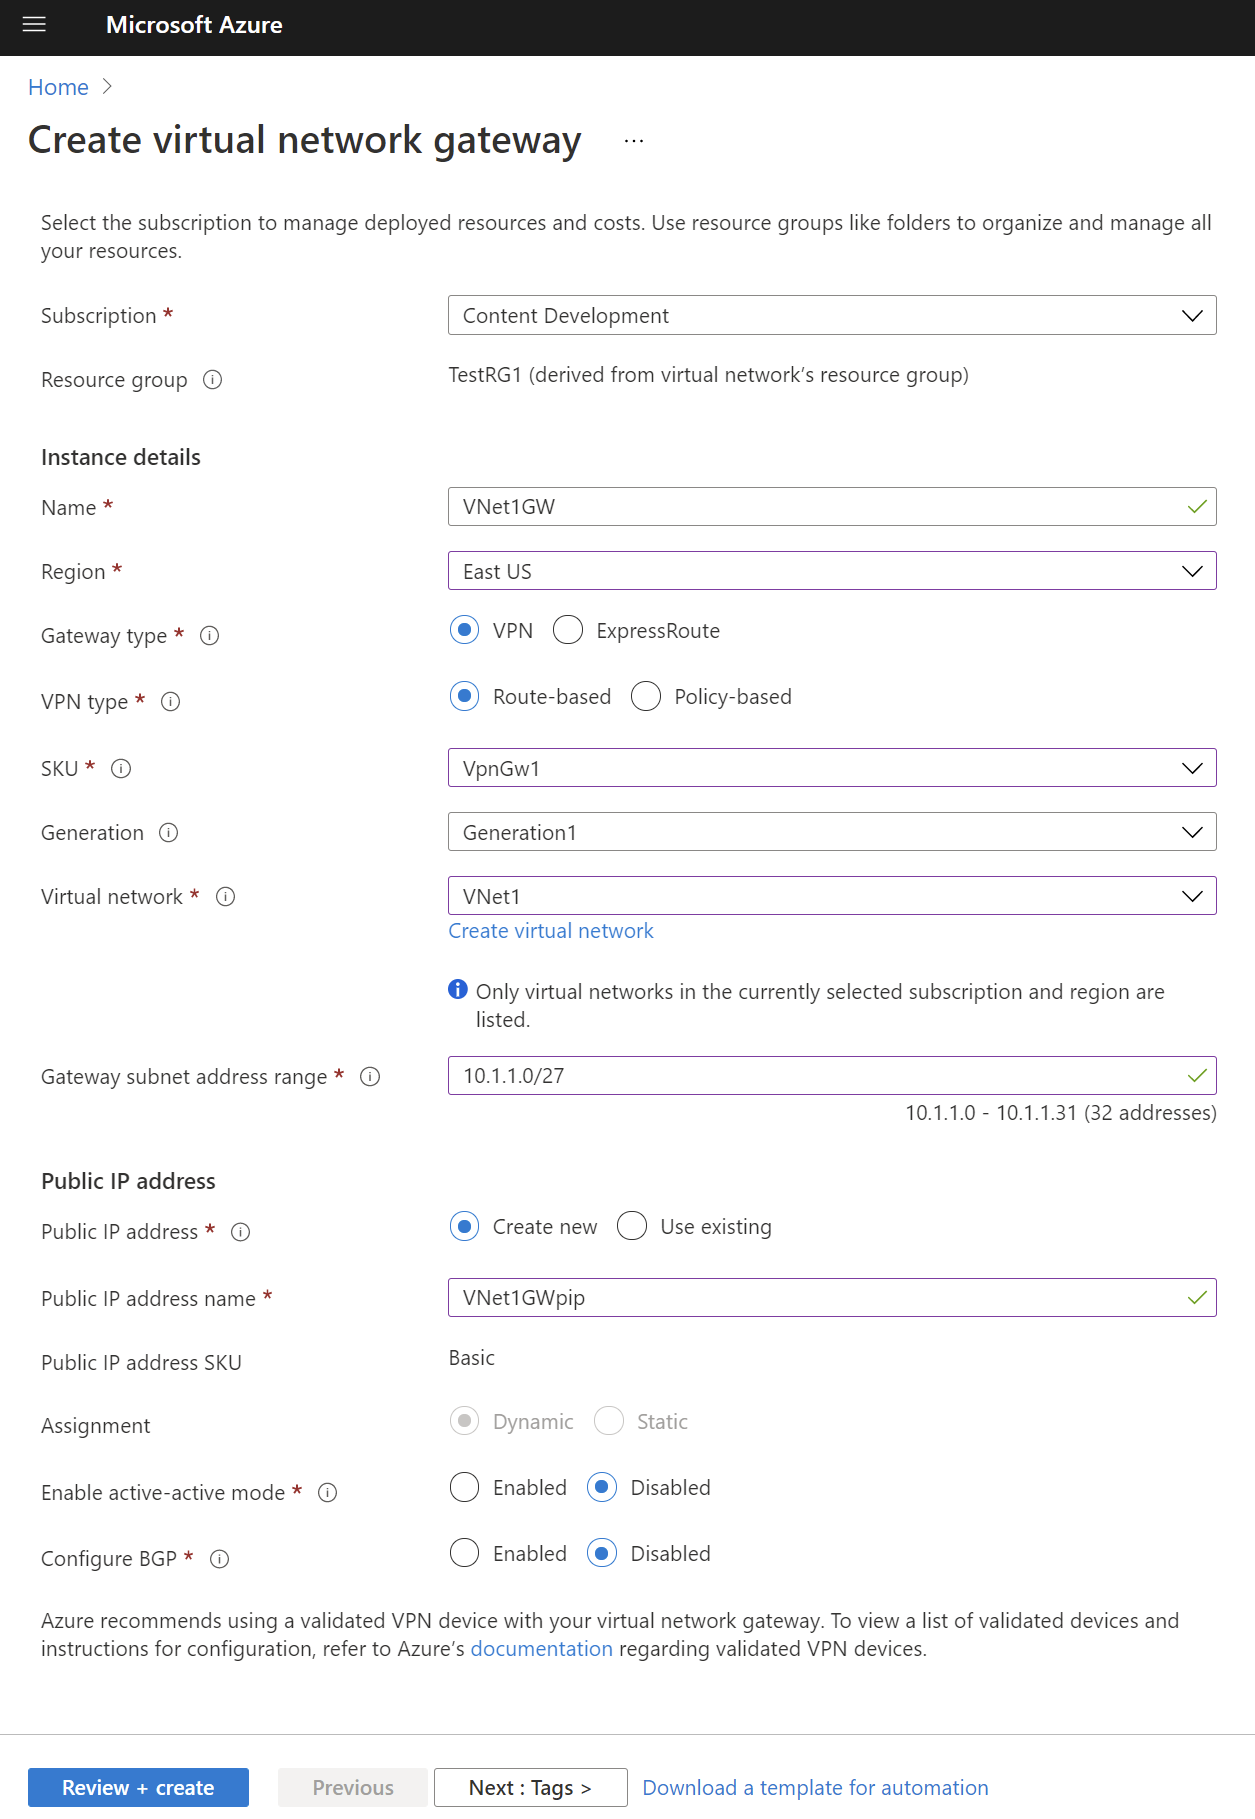 Microsoft Azure
Home
Create virtual network gateway ...
Select the subscription to manage deployed resources and costs. Use resource groups like folders to organize and manage all
your resources.
Subscription * Content Development
Resource group TestRG1 (derived from virtual network’s resource group)
Instance details
Name * VNet1GW
Region * East US
Gateway type * VPN ExpressRoute
VPN type * Route-based Policy-based
SKU * VpnGw1
Generation Generation1
Virtual network * VNet1
Create virtual network
Only virtual networks in the currently selected subscription and region are
listed.
Gateway subnet address range * 10.1.1.0/27
10.1.1.0 - 10.1.1.31 (32 addresses)
Public IP address
Public IP address * Create new Use existing
Public IP address name * VNet1GWpip
Public IP address SKU Basic
Assignment Dynamic Static
Enable active-active mode * Enabled Disabled
Configure BGP * Enabled Disabled
Azure recommends using a validated VPN device with your virtual network gateway. To view a list of validated devices and
instructions for configuration, refer to Azure’s documentation regarding validated VPN devices.
Review + create Previous Next : Tags > Download a template for automation